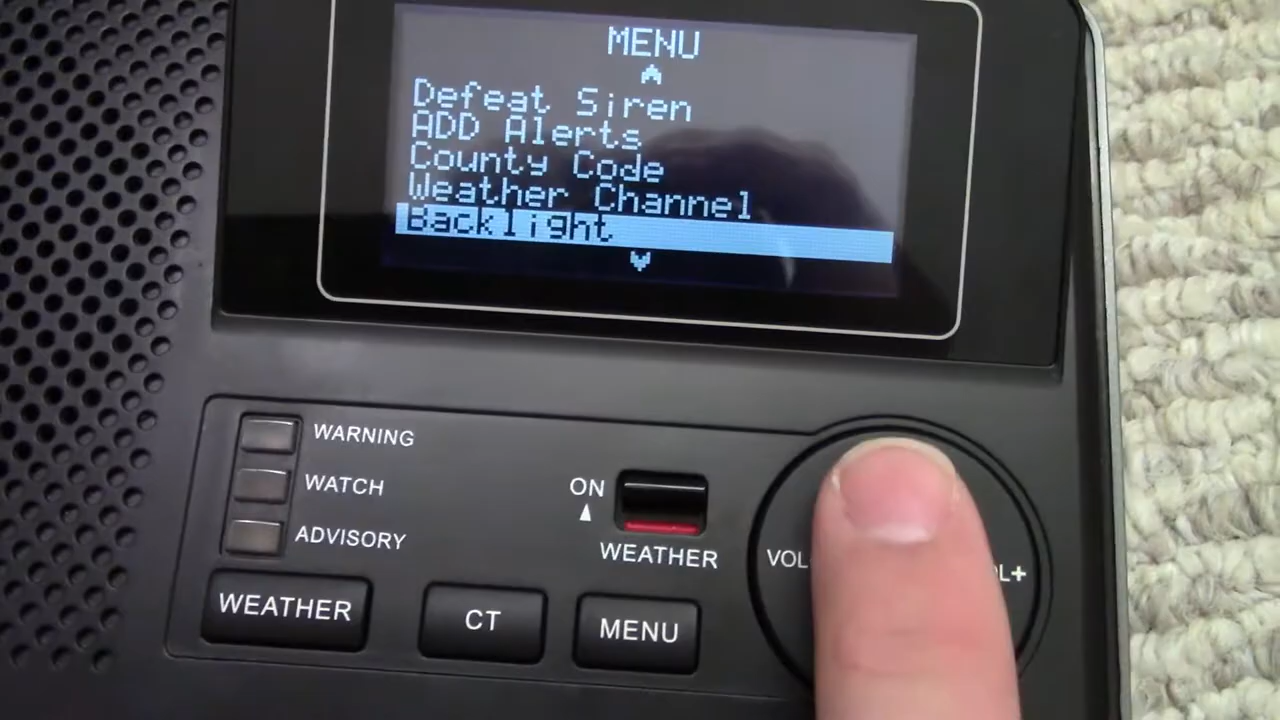 MENU
Defeat Siren
ADD Alerts
County Code
Weather Channel
Backlight
WARNING
WATCH
ADVISORY
ON
WEATHER
VOL
L+
WEATHER
CT
MENU